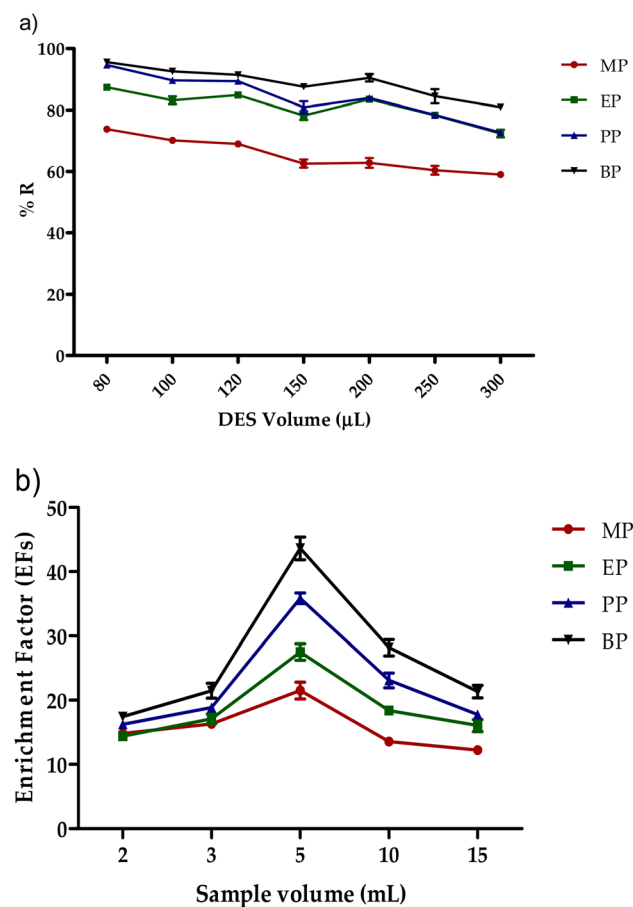 a)
100
80
60
40
20
0
% R
80 100 120 150 200 250 300
DES Volume (μL)
MP
EP
PP
BP
b)
50
40
30
20
10
0
Enrichment Factor (EFs)
2 3 5 10 15
Sample volume (mL)
MP
EP
PP
BP